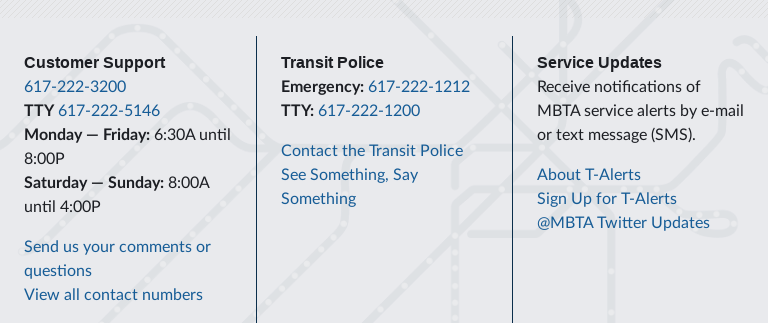 Customer Support
617-222-3200
TTY 617-222-5146
Monday — Friday: 6:30A until
8:00P
Saturday — Sunday: 8:00A
until 4:00P
Send us your comments or
questions
View all contact numbers
Transit Police
Emergency: 617-222-1212
TTY: 617-222-1200
Contact the Transit Police
See Something, Say
Something
Service Updates
Receive notifications of
MBTA service alerts by e-mail
or text message (SMS).
About T-Alerts
Sign Up for T-Alerts
@MBTA Twitter Updates